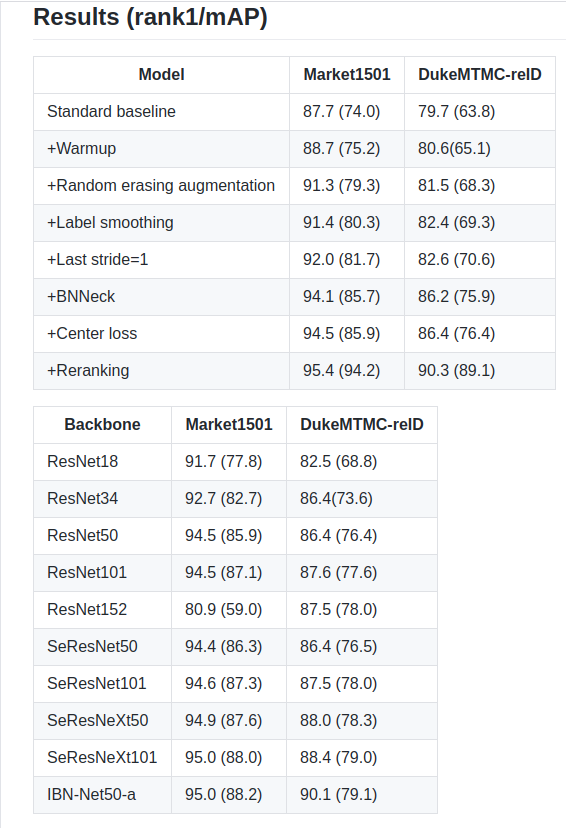 Results (rank1/mAP)
Model Market1501 DukeMTMC-reID
Standard baseline 87.7 (74.0) 79.7 (63.8)
+Warmup 88.7 (75.2) 80.6(65.1)
+Random erasing augmentation 91.3 (79.3) 81.5 (68.3)
+Label smoothing 91.4 (80.3) 82.4 (69.3)
+Last stride=1 92.0 (81.7) 82.6 (70.6)
+BNNeck 94.1 (85.7) 86.2 (75.9)
+Center loss 94.5 (85.9) 86.4 (76.4)
+Reranking 95.4 (94.2) 90.3 (89.1)
Backbone Market1501 DukeMTMC-reID
ResNet18 91.7 (77.8) 82.5 (68.8)
ResNet34 92.7 (82.7) 86.4(73.6)
ResNet50 94.5 (85.9) 86.4 (76.4)
ResNet101 94.5 (87.1) 87.6 (77.6)
ResNet152 80.9 (59.0) 87.5 (78.0)
SeResNet50 94.4 (86.3) 86.4 (76.5)
SeResNet101 94.6 (87.3) 87.5 (78.0)
SeResNeXt50 94.9 (87.6) 88.0 (78.3)
SeResNeXt101 95.0 (88.0) 88.4 (79.0)
IBN-Net50-a 95.0 (88.2) 90.1 (79.1)